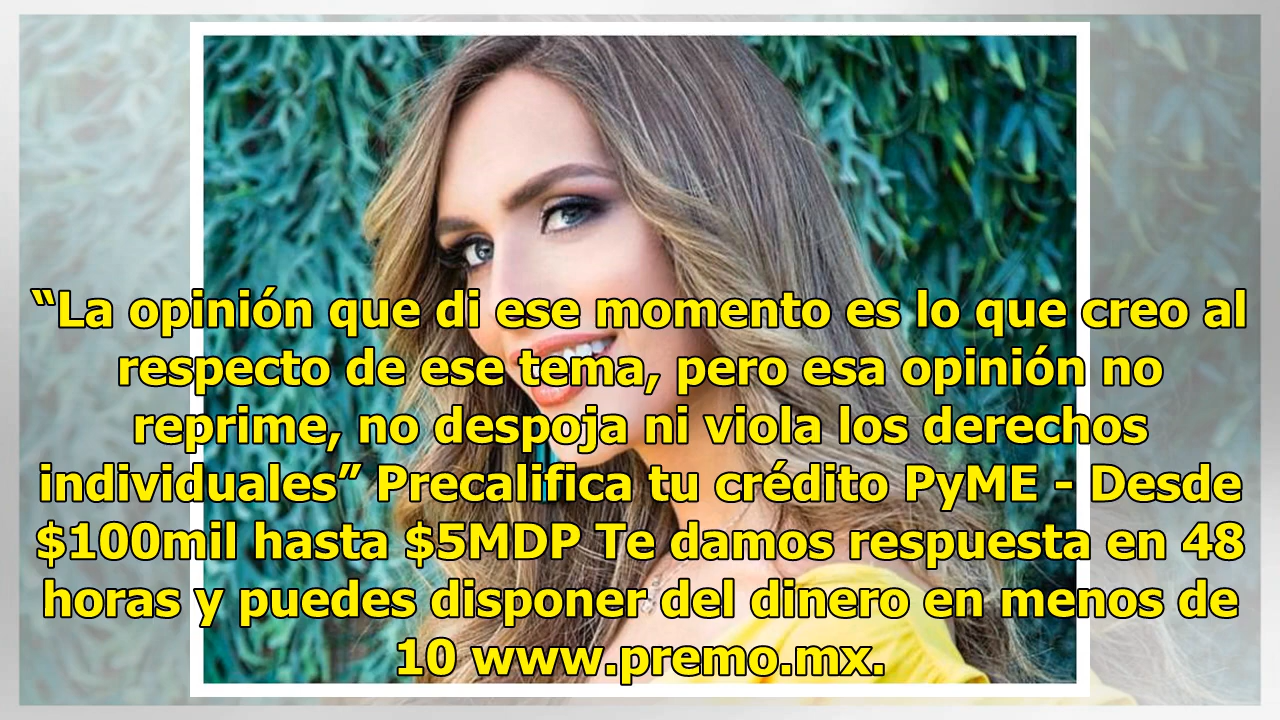 “La opinión que di ese momento es lo que creo al
respecto de ese tema, pero esa opinión no
reprime, no despoja ni viola los derechos
individuales” Precalifica tu crédito PyME - Desde
$100mil hasta $5MDP Te damos respuesta en 48
horas y puedes disponer del dinero en menos de
10 www.premo.mx.